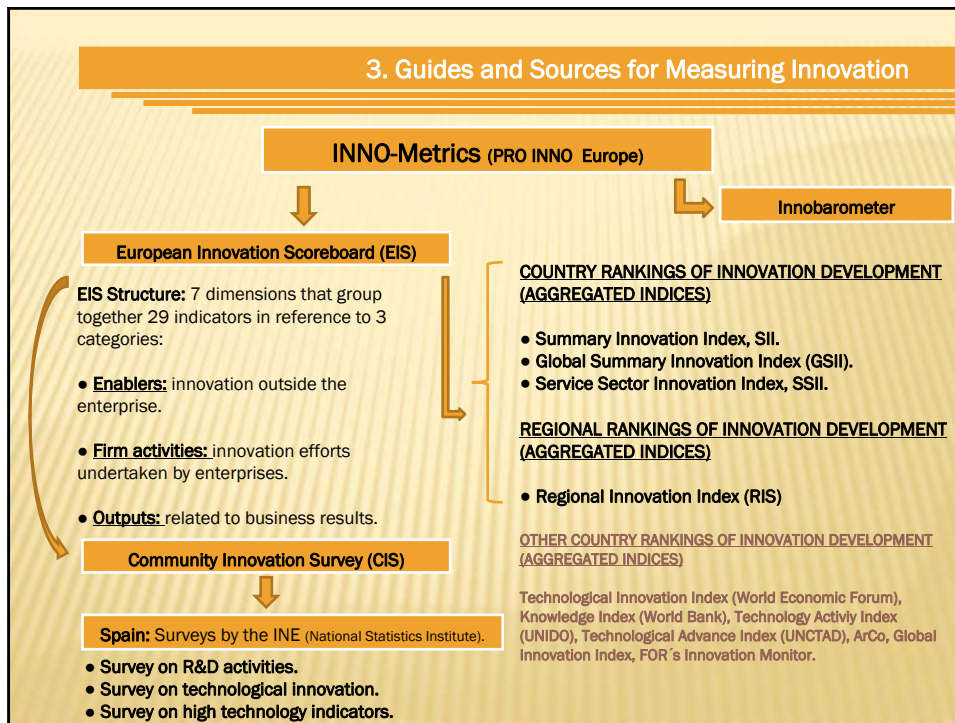 3. Guides and Sources for Measuring Innovation
INNO-Metrics (PRO INNO Europe)
Innobarometer
European Innovation Scoreboard (EIS)
EIS Structure: 7 dimensions that group
together 29 indicators in reference to 3
categories:
● Enablers: innovation outside the
enterprise.
● Firm activities: innovation efforts
undertaken by enterprises.
● Outputs: related to business results.
Community Innovation Survey (CIS)
Spain: Surveys by the INE (National Statistics Institute).
● Survey on R&D activities.
● Survey on technological innovation.
● Survey on high technology indicators.
COUNTRY RANKINGS OF INNOVATION DEVELOPMENT
(AGGREGATED INDICES)
● Summary Innovation Index, SII.
● Global Summary Innovation Index (GSII).
● Service Sector Innovation Index, SSII.
REGIONAL RANKINGS OF INNOVATION DEVELOPMENT
(AGGREGATED INDICES)
● Regional Innovation Index (RIS)
OTHER COUNTRY RANKINGS OF INNOVATION DEVELOPMENT
(AGGREGATED INDICES)
Technological Innovation Index (World Economic Forum),
Knowledge Index (World Bank), Technology Activiy Index
(UNIDO), Technological Advance Index (UNCTAD), ArCo, Global
Innovation Index, FOR´s Innovation Monitor.